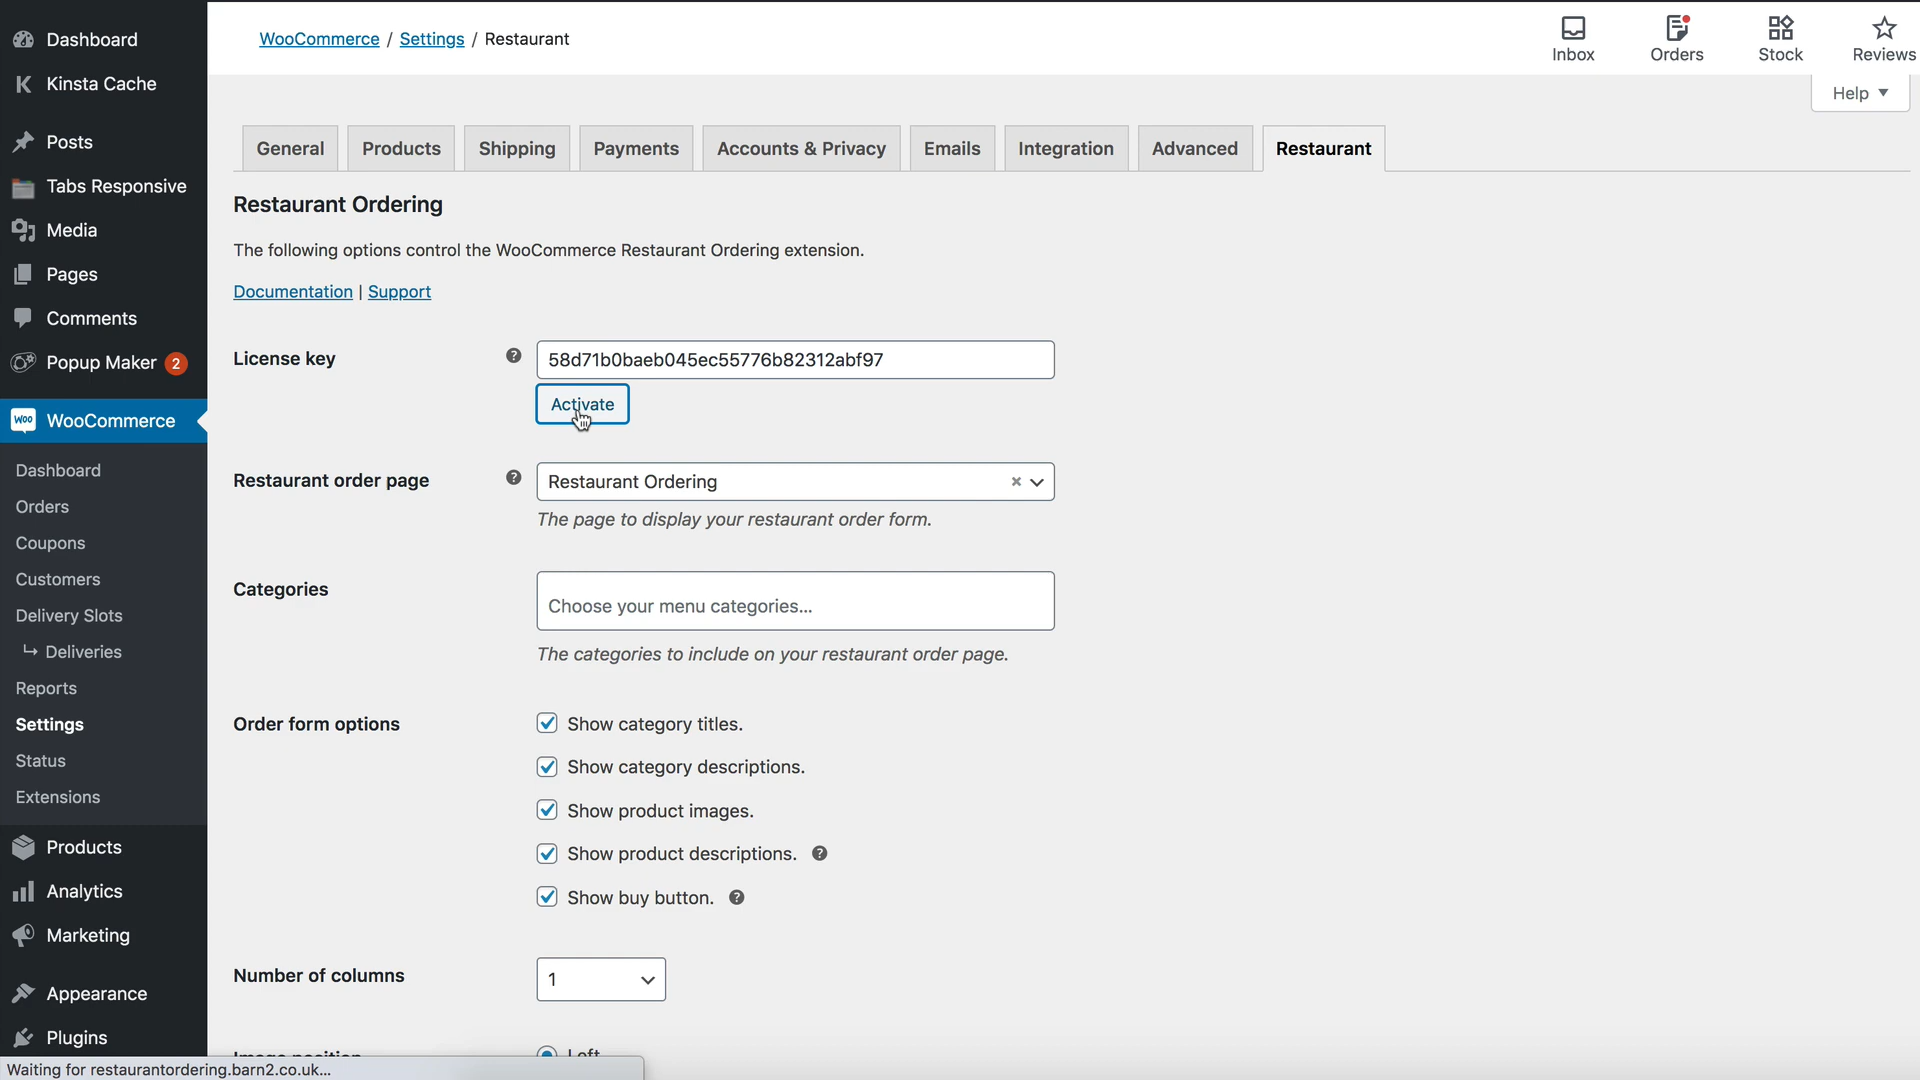 Dashboard
Kinsta Cache
Posts
Tabs Responsive
Media
Pages
Comments
Popup Maker 2
WOO WooCommerce
Dashboard
Orders
Coupons
Customers
Delivery Slots
Deliveries
Reports
Settings
Status
Extensions
Products
Analytics
Marketing
Appearance
Plugins
WooCommerce / Settings / Restaurant
Inbox Orders Stock Reviews
Help
General Products Shipping Payments Accounts & Privacy Emails Integration Advanced Restaurant
Restaurant Ordering
The following options control the WooCommerce Restaurant Ordering extension.
Documentation | Support
License key ? 58d71b0baeb045ec55776b82312abf97
Activate
Restaurant order page ? Restaurant Ordering ×
The page to display your restaurant order form.
Categories Choose your menu categories...
The categories to include on your restaurant order page.
Order form options Show category titles.
Show category descriptions.
Show product images.
Show product descriptions. ?
Show buy button. ?
Number of columns 1
Image position Left
Waiting for restaurantordering.barn2.co.uk...